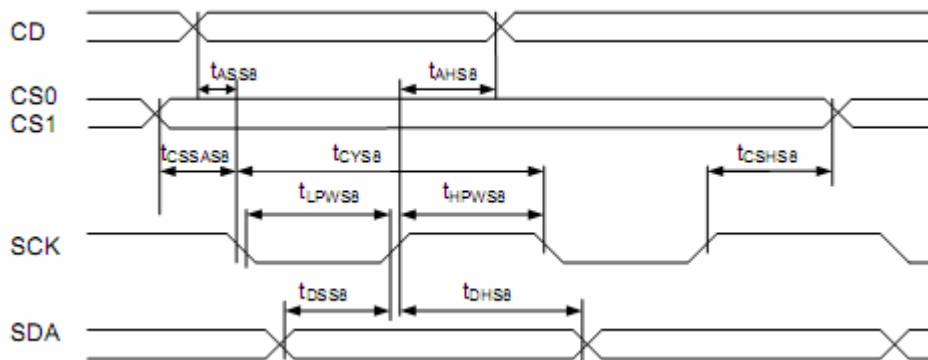 CD
tASS8 tAHS8
CS0
CS1
tCSSAS8 tCYS8 tCSHS8
tLPWS8 tHPWS8
SCK
tDSS8 tDHS8
SDA